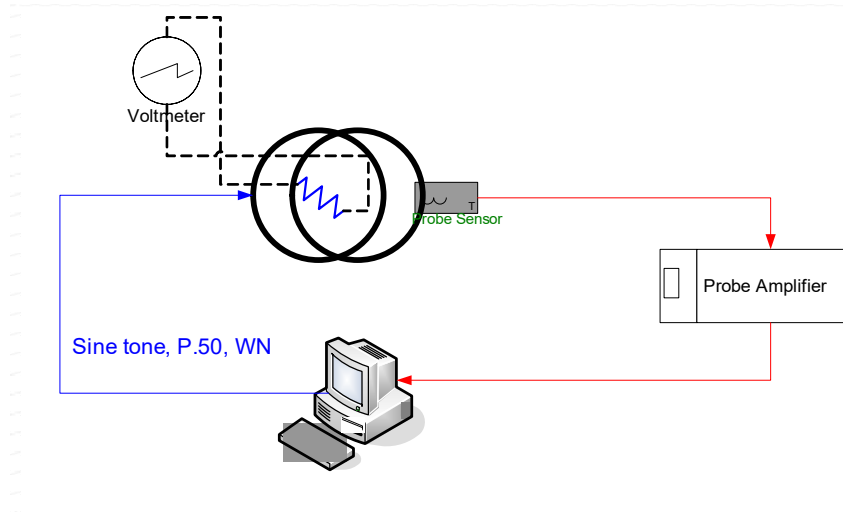 Voltmeter
T
Probe Sensor
Probe Amplifier
Sine tone, P.50, WN